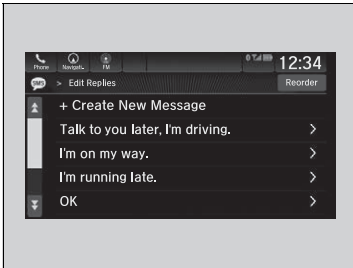 Phone
Navigati..
FM
12:34
SMS
> Edit Replies
Reorder
+ Create New Message
Talk to you later, I'm driving.
I'm on my way.
I'm running late.
OK